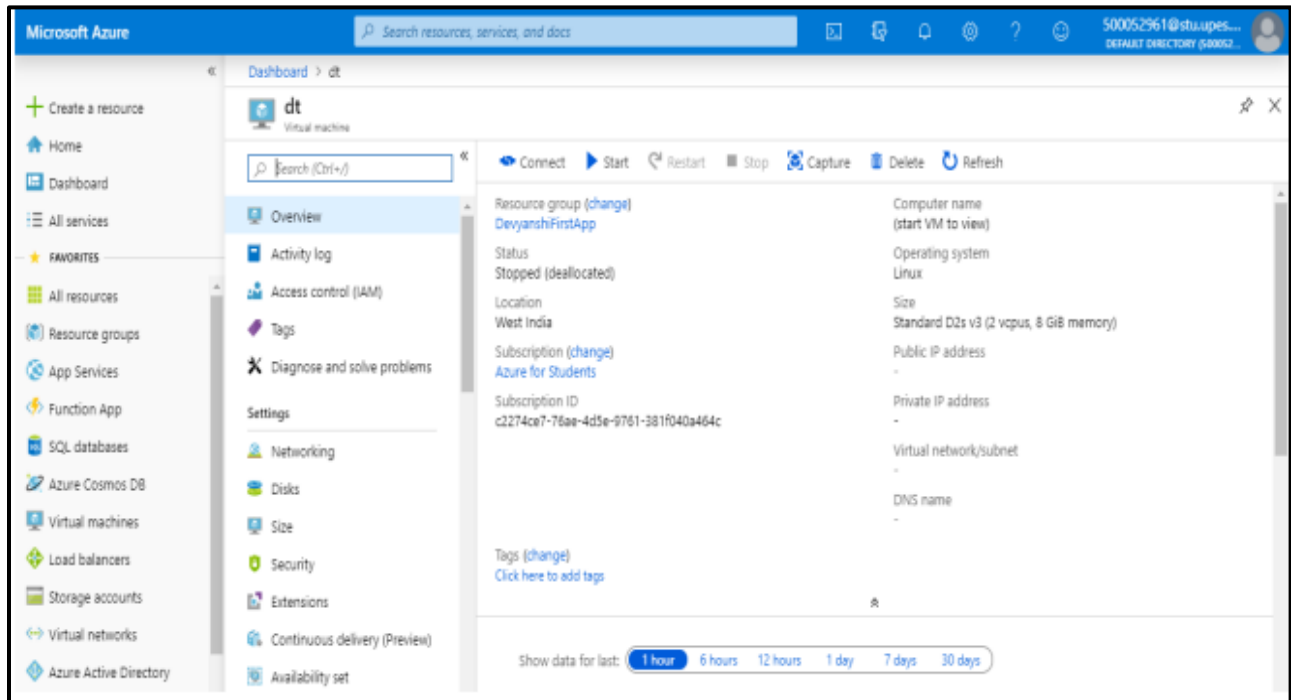 Microsoft Azure
Search resources, services, and docs
500052961@stu.upes....
DEFAULT DIRECTORY (500052...
Create a resource
Home
Dashboard
All services
FAVORITES
All resources
Resource groups
App Services
Function App
SQL databases
Azure Cosmos DB
Virtual machines
Load balancers
Storage accounts
Virtual networks
Azure Active Directory
Dashboard > dt
dt
Virtual machine
Search (Ctrl+/)
Overview
Activity log
Access control (IAM)
Tags
Diagnose and solve problems
Settings
Networking
Disks
Size
Security
Extensions
Continuous delivery (Preview)
Availability set
Connect Start Restart Stop Capture Delete Refresh
Resource group (change)
DevyanshiFirstApp
Status
Stopped (deallocated)
Location
West India
Subscription (change)
Azure for Students
Subscription ID
c2274ce7-76ae-4d5e-9761-381f040a464c
Computer name
(start VM to view)
Operating system
Linux
Size
Standard D2s v3 (2 vcpus, 8 GiB memory)
Public IP address
-
Private IP address
-
Virtual network/subnet
-
DNS name
-
Tags (change)
Click here to add tags
Show data for last: 1 hour 6 hours 12 hours 1 day 7 days 30 days